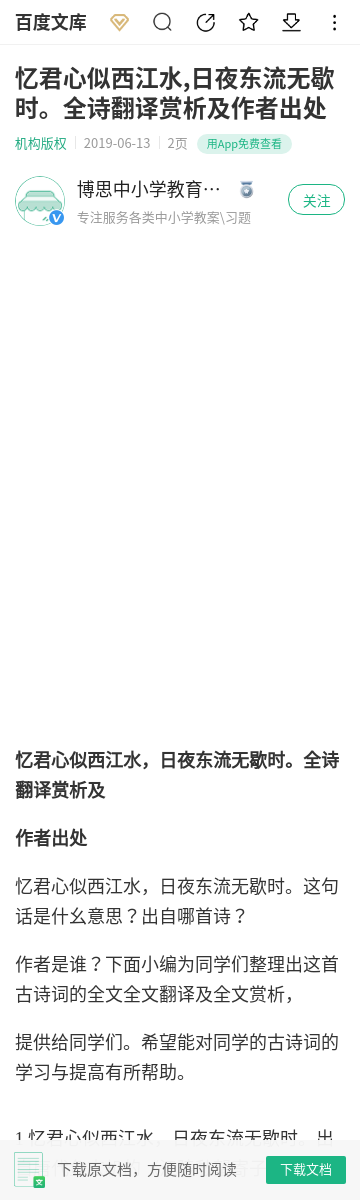 百度文库
忆君心似西江水,日夜东流无歇
时。全诗翻译赏析及作者出处
机构版权 2019-06-13 2页 用App免费查看
博思中小学教育…
专注服务各类中小学教案\习题
关注
忆君心似西江水，日夜东流无歇时。全诗
翻译赏析及
作者出处
忆君心似西江水，日夜东流无歇时。这句
话是什么意思？出自哪首诗？
作者是谁？下面小编为同学们整理出这首
古诗词的全文全文翻译及全文赏析，
提供给同学们。希望能对同学的古诗词的
学习与提高有所帮助。
1.忆君心似西江水，日夜东流无歇时。出
下载原文档，方便随时阅读
下载文档